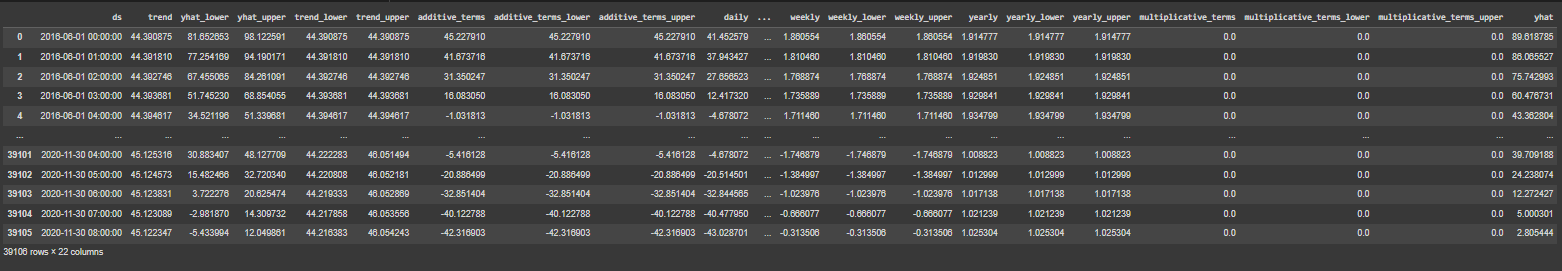 ds trend yhat_lower yhat_upper trend_lower trend_upper additive_terms additive_terms_lower additive_terms_upper daily ... weekly weekly_lower weekly_upper yearly yearly_lower yearly_upper multiplicative_terms multiplicative_terms_lower multiplicative_terms_upper yhat
0 2016-06-01 00:00:00 44.390875 81.652653 98.122591 44.390875 44.390875 45.227910 45.227910 45.227910 41.452579 ... 1.860554 1.860554 1.860554 1.914777 1.914777 1.914777 0.0 0.0 0.0 89.618785
1 2016-06-01 01:00:00 44.391810 77.254169 94.190171 44.391810 44.391810 41.673716 41.673716 41.673716 37.943427 ... 1.810460 1.810460 1.810460 1.919830 1.919830 1.919830 0.0 0.0 0.0 86.065527
2 2016-06-01 02:00:00 44.392746 67.455065 84.261091 44.392746 44.392746 31.350247 31.350247 31.350247 27.656523 ... 1.768874 1.768874 1.768874 1.924851 1.924851 1.924851 0.0 0.0 0.0 75.742993
3 2016-06-01 03:00:00 44.393681 51.745230 68.854055 44.393681 44.393681 16.083050 16.083050 16.083050 12.417320 ... 1.735889 1.735889 1.735889 1.929841 1.929841 1.929841 0.0 0.0 0.0 60.476731
4 2016-06-01 04:00:00 44.394617 34.521196 51.339681 44.394617 44.394617 -1.031813 -1.031813 -1.031813 -4.678072 ... 1.711460 1.711460 1.711460 1.934799 1.934799 1.934799 0.0 0.0 0.0 43.362804
... ... ... ... ... ... ... ... ... ... ... ... ... ... ... ... ... ... ... ... ... ...
39101 2020-11-30 04:00:00 45.125316 30.883407 48.127709 44.222283 46.051494 -5.416128 -5.416128 -5.416128 -4.678072 ... -1.746879 -1.746879 -1.746879 1.008823 1.008823 1.008823 0.0 0.0 0.0 39.709188
39102 2020-11-30 05:00:00 45.124573 15.482466 32.720340 44.220808 46.052181 -20.886499 -20.886499 -20.886499 -20.514501 ... -1.384997 -1.384997 -1.384997 1.012999 1.012999 1.012999 0.0 0.0 0.0 24.238074
39103 2020-11-30 06:00:00 45.123831 3.722276 20.625474 44.219333 46.052869 -32.851404 -32.851404 -32.851404 -32.844565 ... -1.023976 -1.023976 -1.023976 1.017138 1.017138 1.017138 0.0 0.0 0.0 12.272427
39104 2020-11-30 07:00:00 45.123089 -2.981870 14.309732 44.217858 46.053556 -40.122788 -40.122788 -40.122788 -40.477950 ... -0.666077 -0.666077 -0.666077 1.021239 1.021239 1.021239 0.0 0.0 0.0 5.000301
39105 2020-11-30 08:00:00 45.122347 -5.433994 12.049861 44.216383 46.054243 -42.316903 -42.316903 -42.316903 -43.028701 ... -0.313506 -0.313506 -0.313506 1.025304 1.025304 1.025304 0.0 0.0 0.0 2.805444
39106 rows × 22 columns